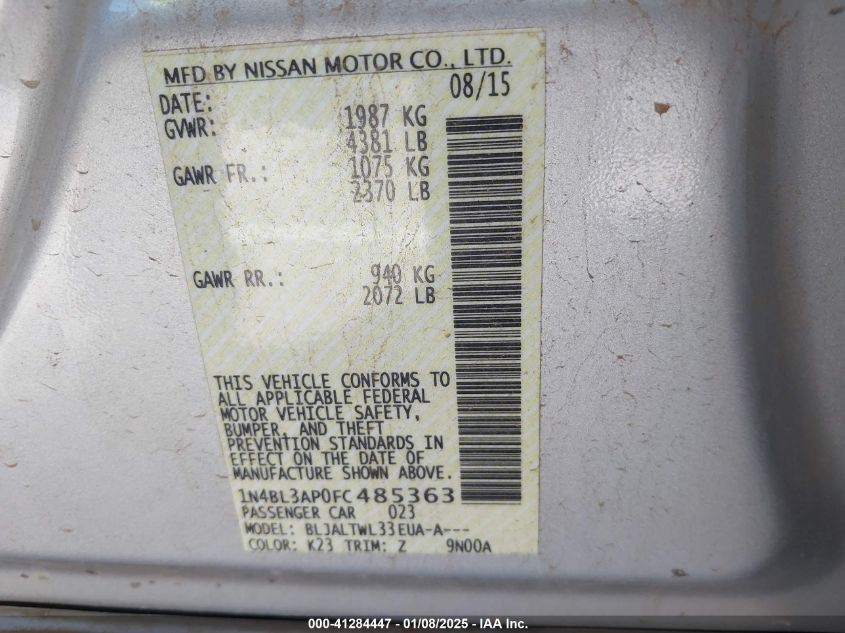 MFD BY NISSAN MOTOR CO., LTD.
DATE: 08/15
GVWR: 1987 KG
4381 LB
GAWR FR.: 1075 KG
2370 LB
GAWR RR.: 940 KG
2072 LB
THIS VEHICLE CONFORMS TO
ALL APPLICABLE FEDERAL
MOTOR VEHICLE SAFETY,
BUMPER, AND THEFT
PREVENTION STANDARDS IN
EFFECT ON THE DATE OF
MANUFACTURE SHOWN ABOVE.
1N4BL3AP0FC485363
PASSENGER CAR 023
MODEL: BLJALTWL33EUA-A---
COLOR: K23 TRIM: Z 9N00A
000-41284447 - 01/08/2025 - IAA Inc.